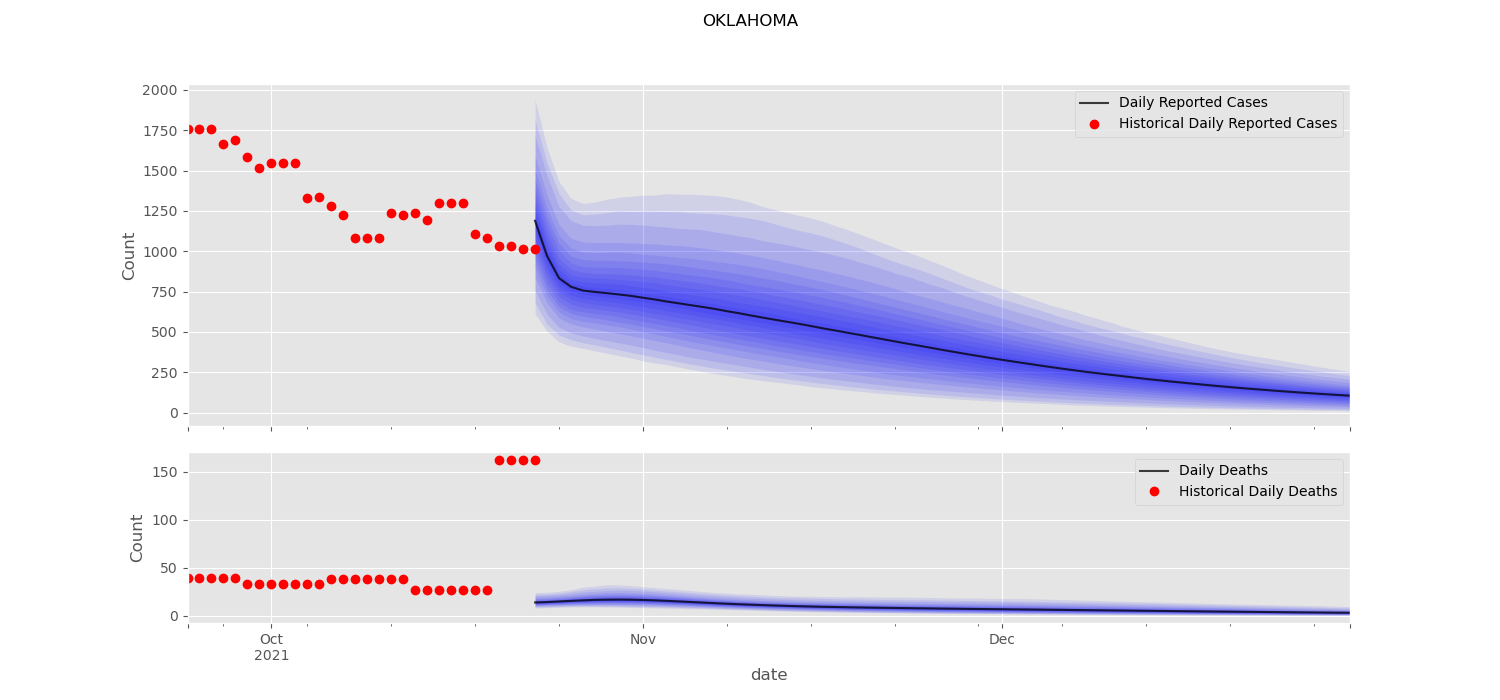 OKLAHOMA
2000
1750
1500
1250
1000
750
500
250
0
Count
Daily Reported Cases
Historical Daily Reported Cases
150
100
50
0
Count
Daily Deaths
Historical Daily Deaths
Oct
2021
Nov
Dec
date